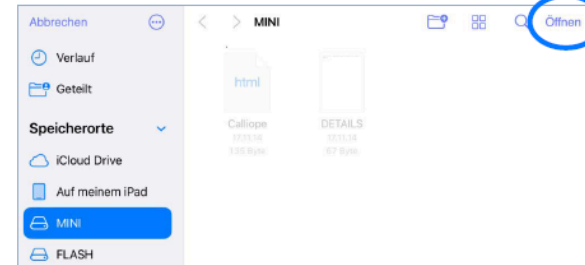 Abbrechen
MINI
Öffnen
Verlauf
Geteilt
Speicherorte
iCloud Drive
Auf meinem iPad
MINI
FLASH
html
Calliope
DETAILS